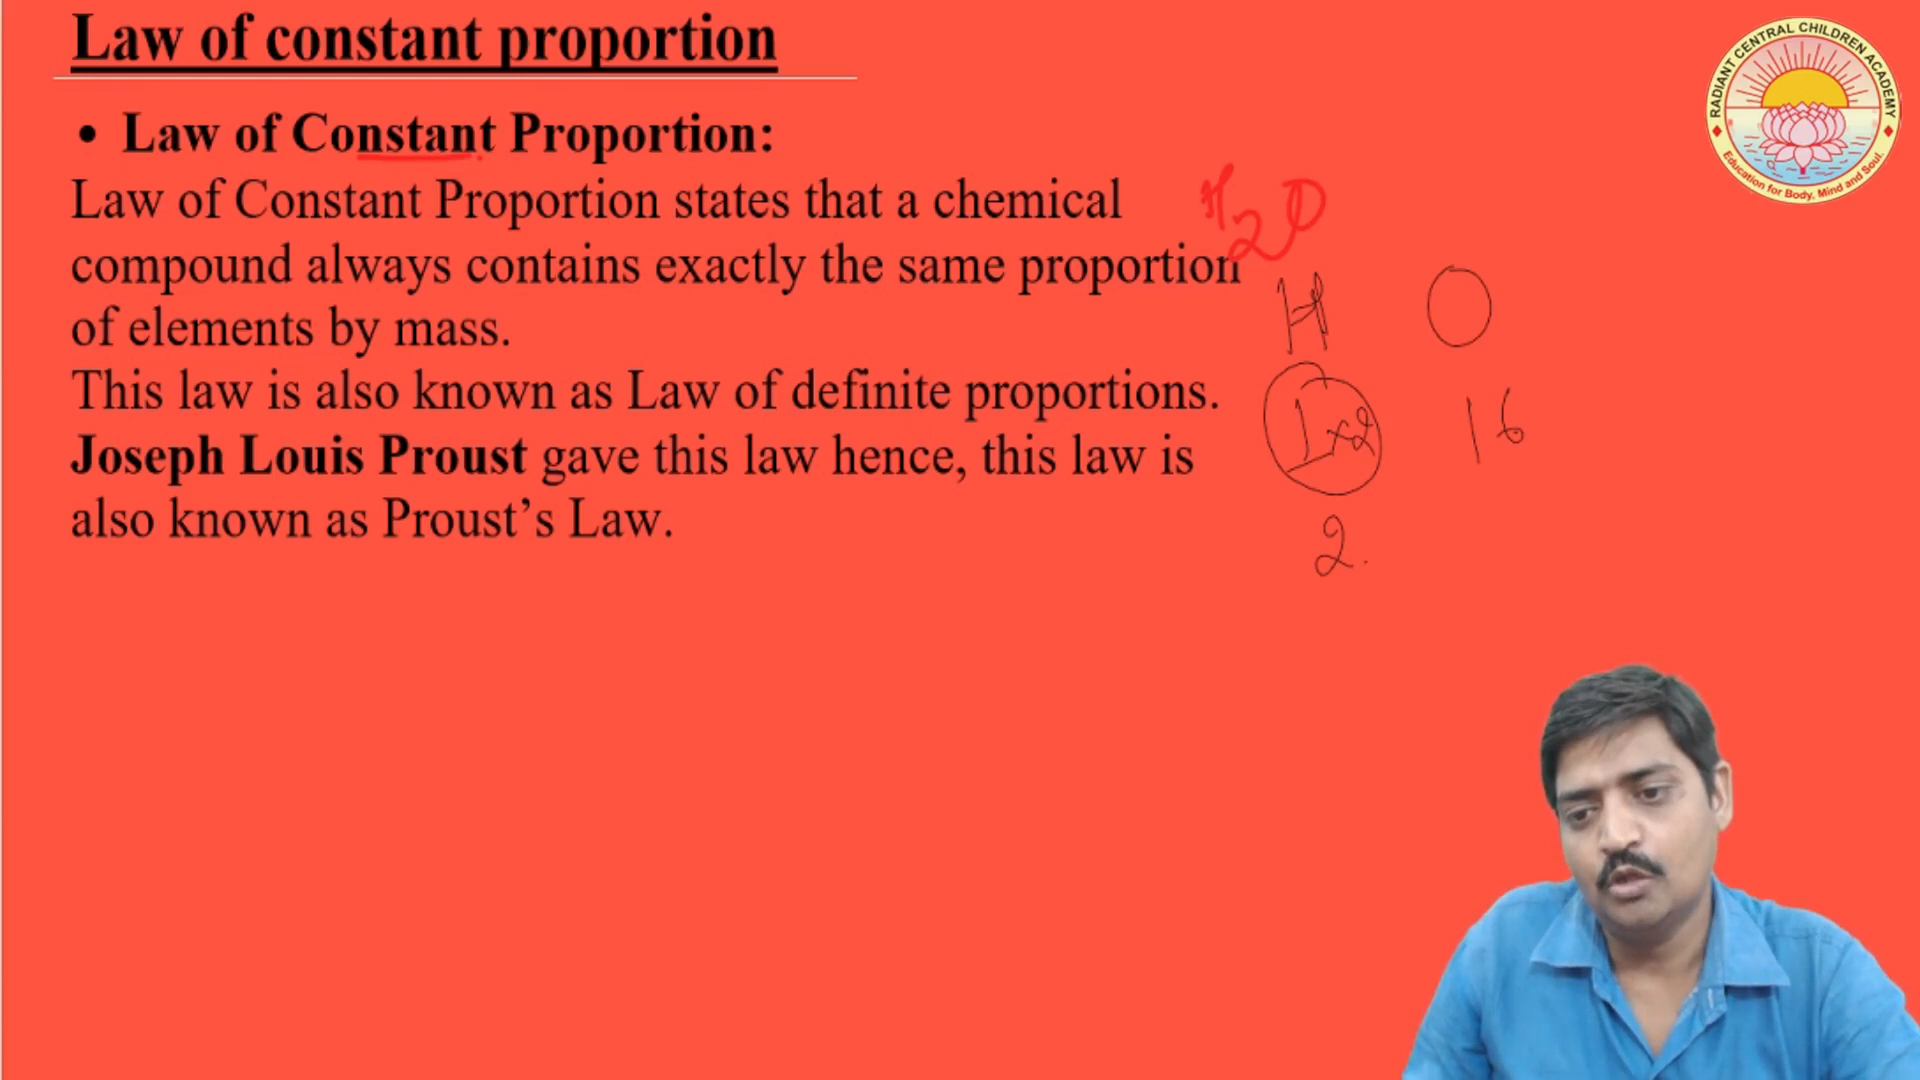 Law of constant proportion
• Law of Constant Proportion:
Law of Constant Proportion states that a chemical
compound always contains exactly the same proportion
of elements by mass.
This law is also known as Law of definite proportions.
Joseph Louis Proust gave this law hence, this law is
also known as Proust’s Law.
H2O
H O
1x2 16
2.
RADIANT CENTRAL CHILDREN ACADEMY
Education for Body, Mind and Soul.